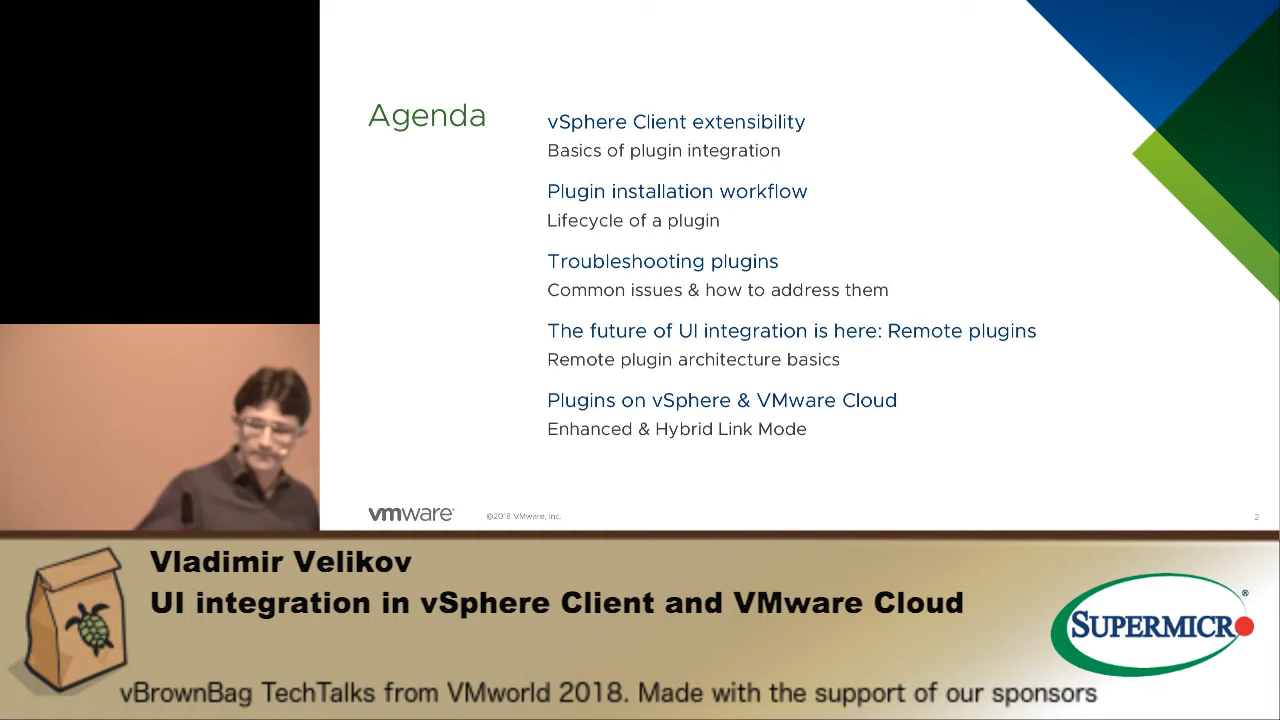 Agenda
vSphere Client extensibility
Basics of plugin integration
Plugin installation workflow
Lifecycle of a plugin
Troubleshooting plugins
Common issues & how to address them
The future of UI integration is here: Remote plugins
Remote plugin architecture basics
Plugins on vSphere & VMware Cloud
Enhanced & Hybrid Link Mode
vmware®
©2018 VMware, Inc.
2
Vladimir Velikov
UI integration in vSphere Client and VMware Cloud
SUPERMICRO®
vBrownBag TechTalks from VMworld 2018. Made with the support of our sponsors